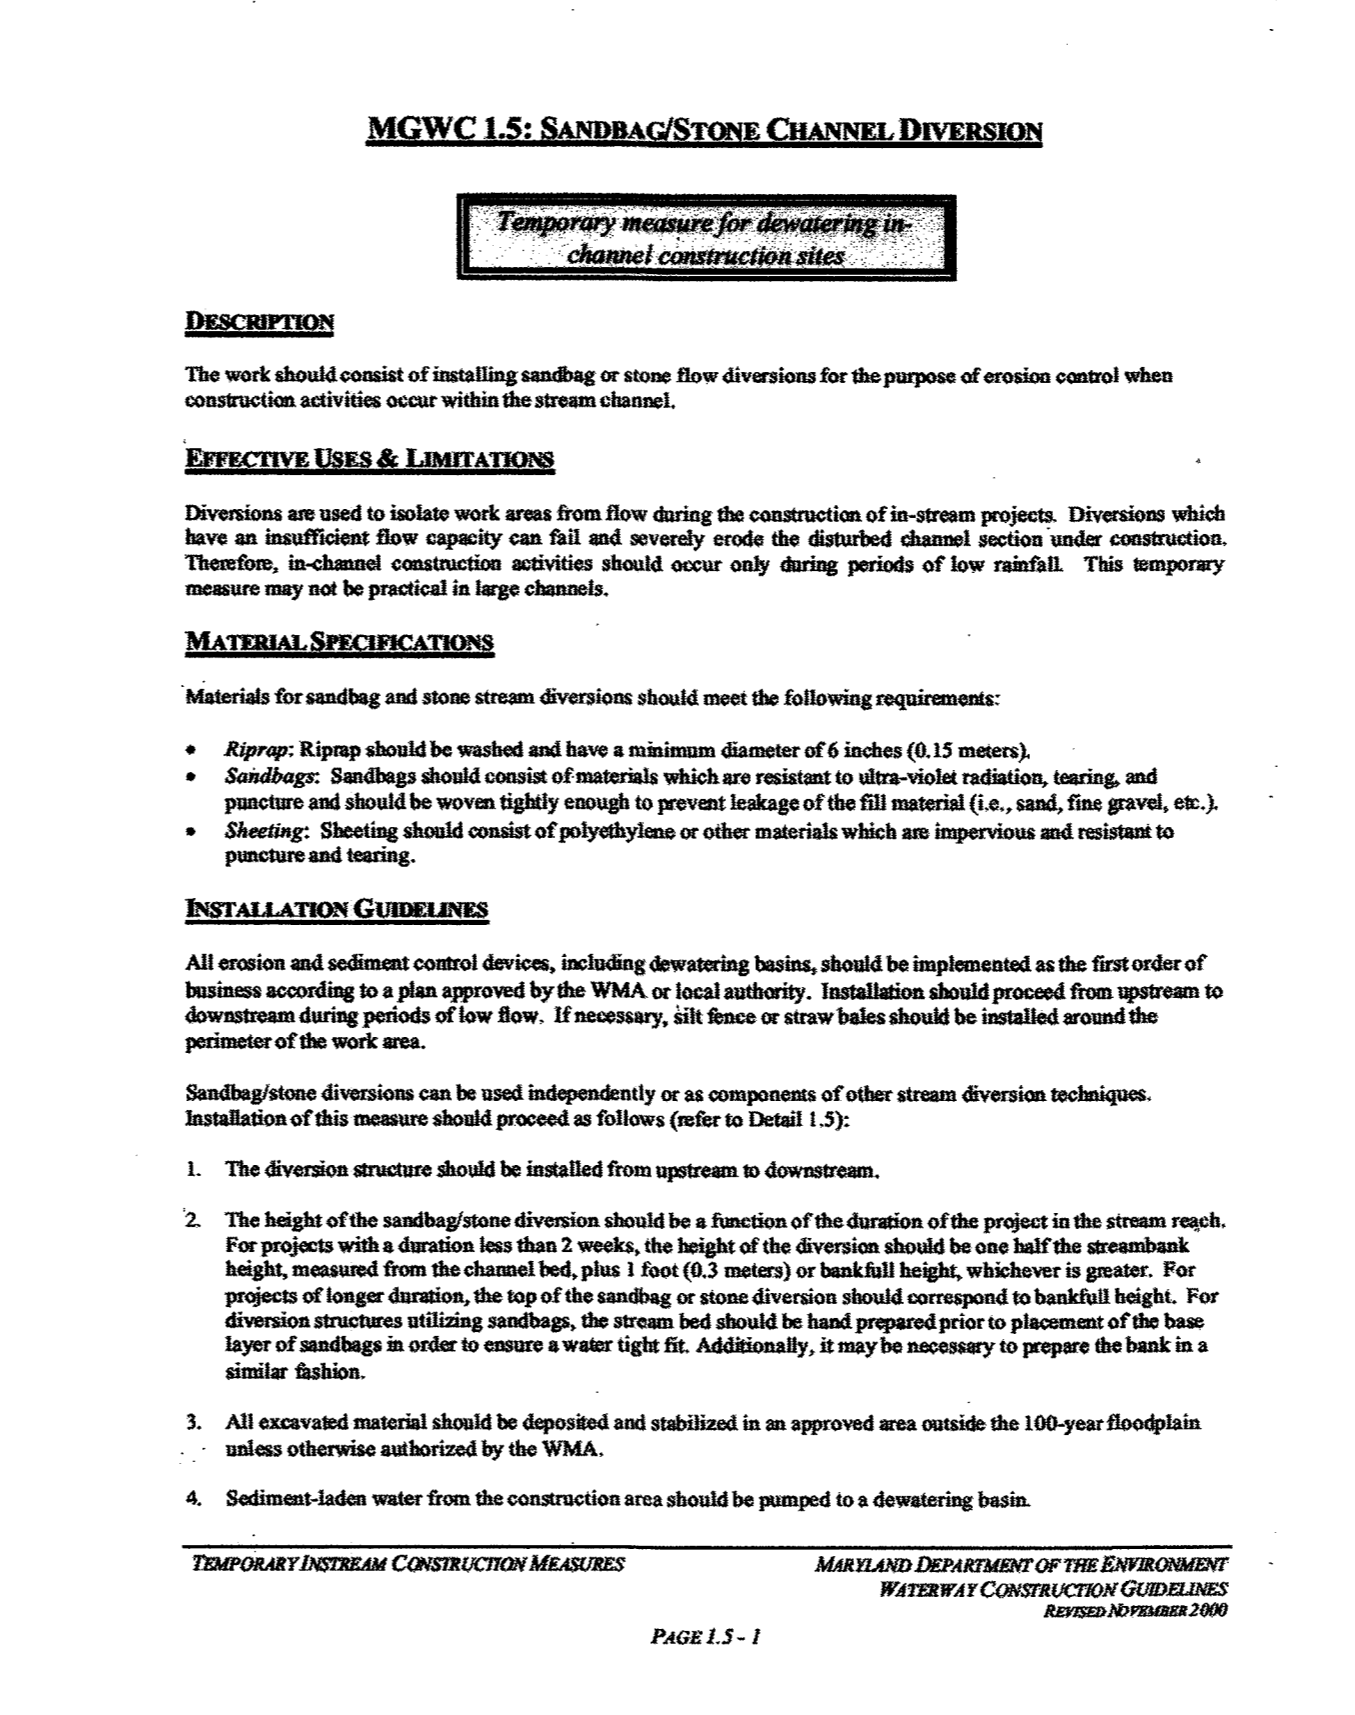 MGWC 1.5: SANDBAG/STONE CHANNEL DIVERSION
Temporary measure for dewatering in-
channel construction sites
DESCRIPTION
The work should consist of installing sandbag or stone flow diversions for the purpose of erosion control when
construction activities occur within the stream channel.
EFFECTIVE USES & LIMITATIONS
Diversions are used to isolate work areas from flow during the construction of in-stream projects. Diversions which
have an insufficient flow capacity can fail and severely erode the disturbed channel section under construction.
Therefore, in-channel construction activities should occur only during periods of low rainfall. This temporary
measure may not be practical in large channels.
MATERIAL SPECIFICATIONS
Materials for sandbag and stone stream diversions should meet the following requirements:
• Riprap: Riprap should be washed and have a minimum diameter of 6 inches (0.15 meters).
• Sandbags: Sandbags should consist of materials which are resistant to ultra-violet radiation, tearing, and
puncture and should be woven tightly enough to prevent leakage of the fill material (i.e., sand, fine gravel, etc.).
• Sheeting: Sheeting should consist of polyethylene or other materials which are impervious and resistant to
puncture and tearing.
INSTALLATION GUIDELINES
All erosion and sediment control devices, including dewatering basins, should be implemented as the first order of
business according to a plan approved by the WMA or local authority. Installation should proceed from upstream to
downstream during periods of low flow. If necessary, silt fence or straw bales should be installed around the
perimeter of the work area.
Sandbag/stone diversions can be used independently or as components of other stream diversion techniques.
Installation of this measure should proceed as follows (refer to Detail 1.5):
1. The diversion structure should be installed from upstream to downstream.
2. The height of the sandbag/stone diversion should be a function of the duration of the project in the stream reach.
For projects with a duration less than 2 weeks, the height of the diversion should be one half the streambank
height, measured from the channel bed, plus 1 foot (0.3 meters) or bankfull height, whichever is greater. For
projects of longer duration, the top of the sandbag or stone diversion should correspond to bankfull height. For
diversion structures utilizing sandbags, the stream bed should be hand prepared prior to placement of the base
layer of sandbags in order to ensure a water tight fit. Additionally, it may be necessary to prepare the bank in a
similar fashion.
3. All excavated material should be deposited and stabilized in an approved area outside the 100-year floodplain
unless otherwise authorized by the WMA.
4. Sediment-laden water from the construction area should be pumped to a dewatering basin.
TEMPORARY INSTREAM CONSTRUCTION MEASURES
MARYLAND DEPARTMENT OF THE ENVIRONMENT
WATERWAY CONSTRUCTION GUIDELINES
REVISED NOVEMBER 2000
PAGE 1.5 - 1